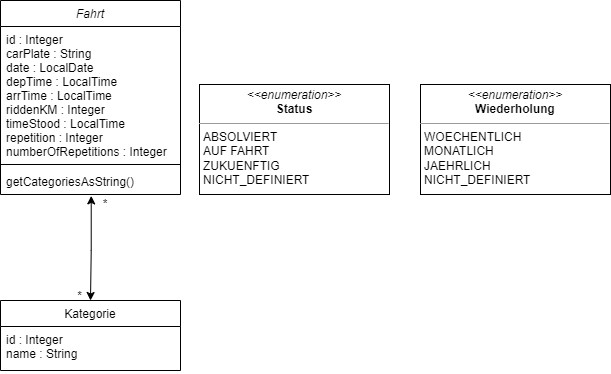 Fahrt
id : Integer
carPlate : String
date : LocalDate
depTime : LocalTime
arrTime : LocalTime
riddenKM : Integer
timeStood : LocalTime
repetition : Integer
numberOfRepetitions : Integer
getCategoriesAsString()
*
*
Kategorie
id : Integer
name : String
<<enumeration>>
Status
ABSOLVIERT
AUF FAHRT
ZUKUENFTIG
NICHT_DEFINIERT
<<enumeration>>
Wiederholung
WOECHENTLICH
MONATLICH
JAEHRLICH
NICHT_DEFINIERT